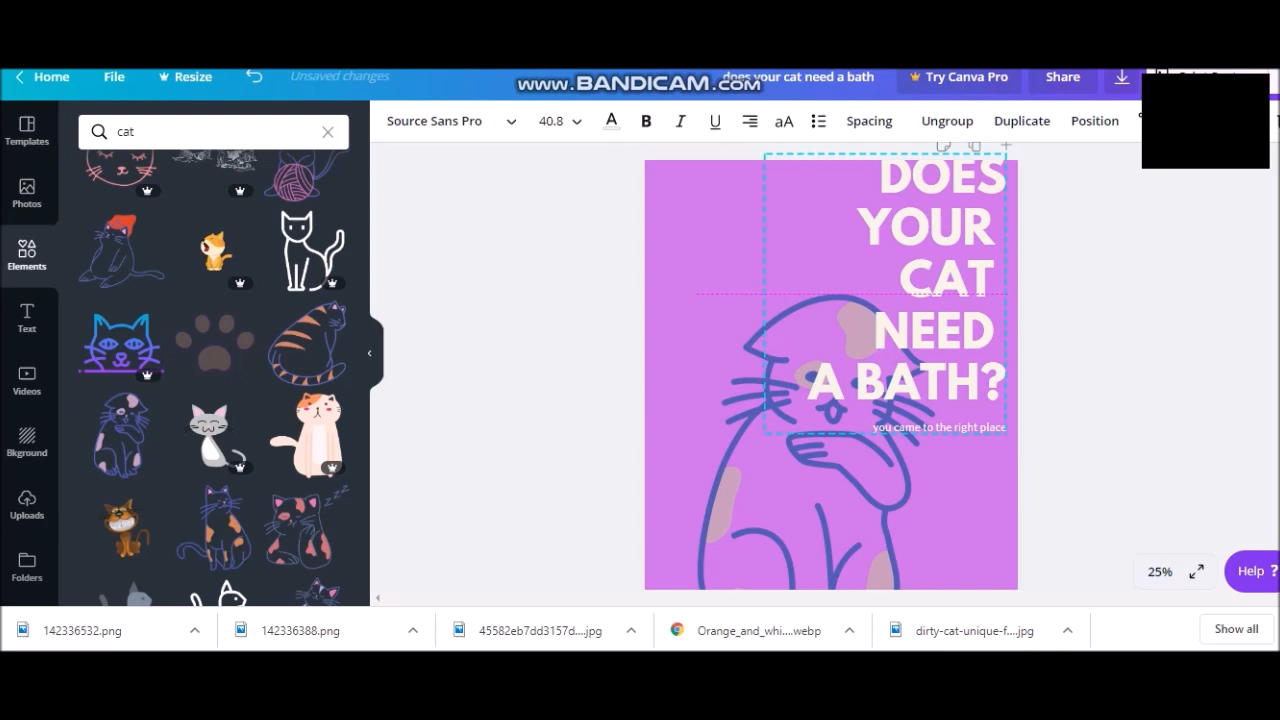 Home File Resize Unsaved changes does your cat need a bath Try Canva Pro Share
www.BANDICAM.com
Templates
Photos
Elements
Text
Videos
Bkground
Uploads
Folders
cat
zzz
Source Sans Pro 40.8 A B I U aA Spacing Ungroup Duplicate Position
DOES
YOUR
CAT
NEED
A BATH?
you came to the right place
25% Help ?
142336532.png 142336388.png 45582eb7dd3157d....jpg Orange_and_whi....webp dirty-cat-unique-f....jpg Show all